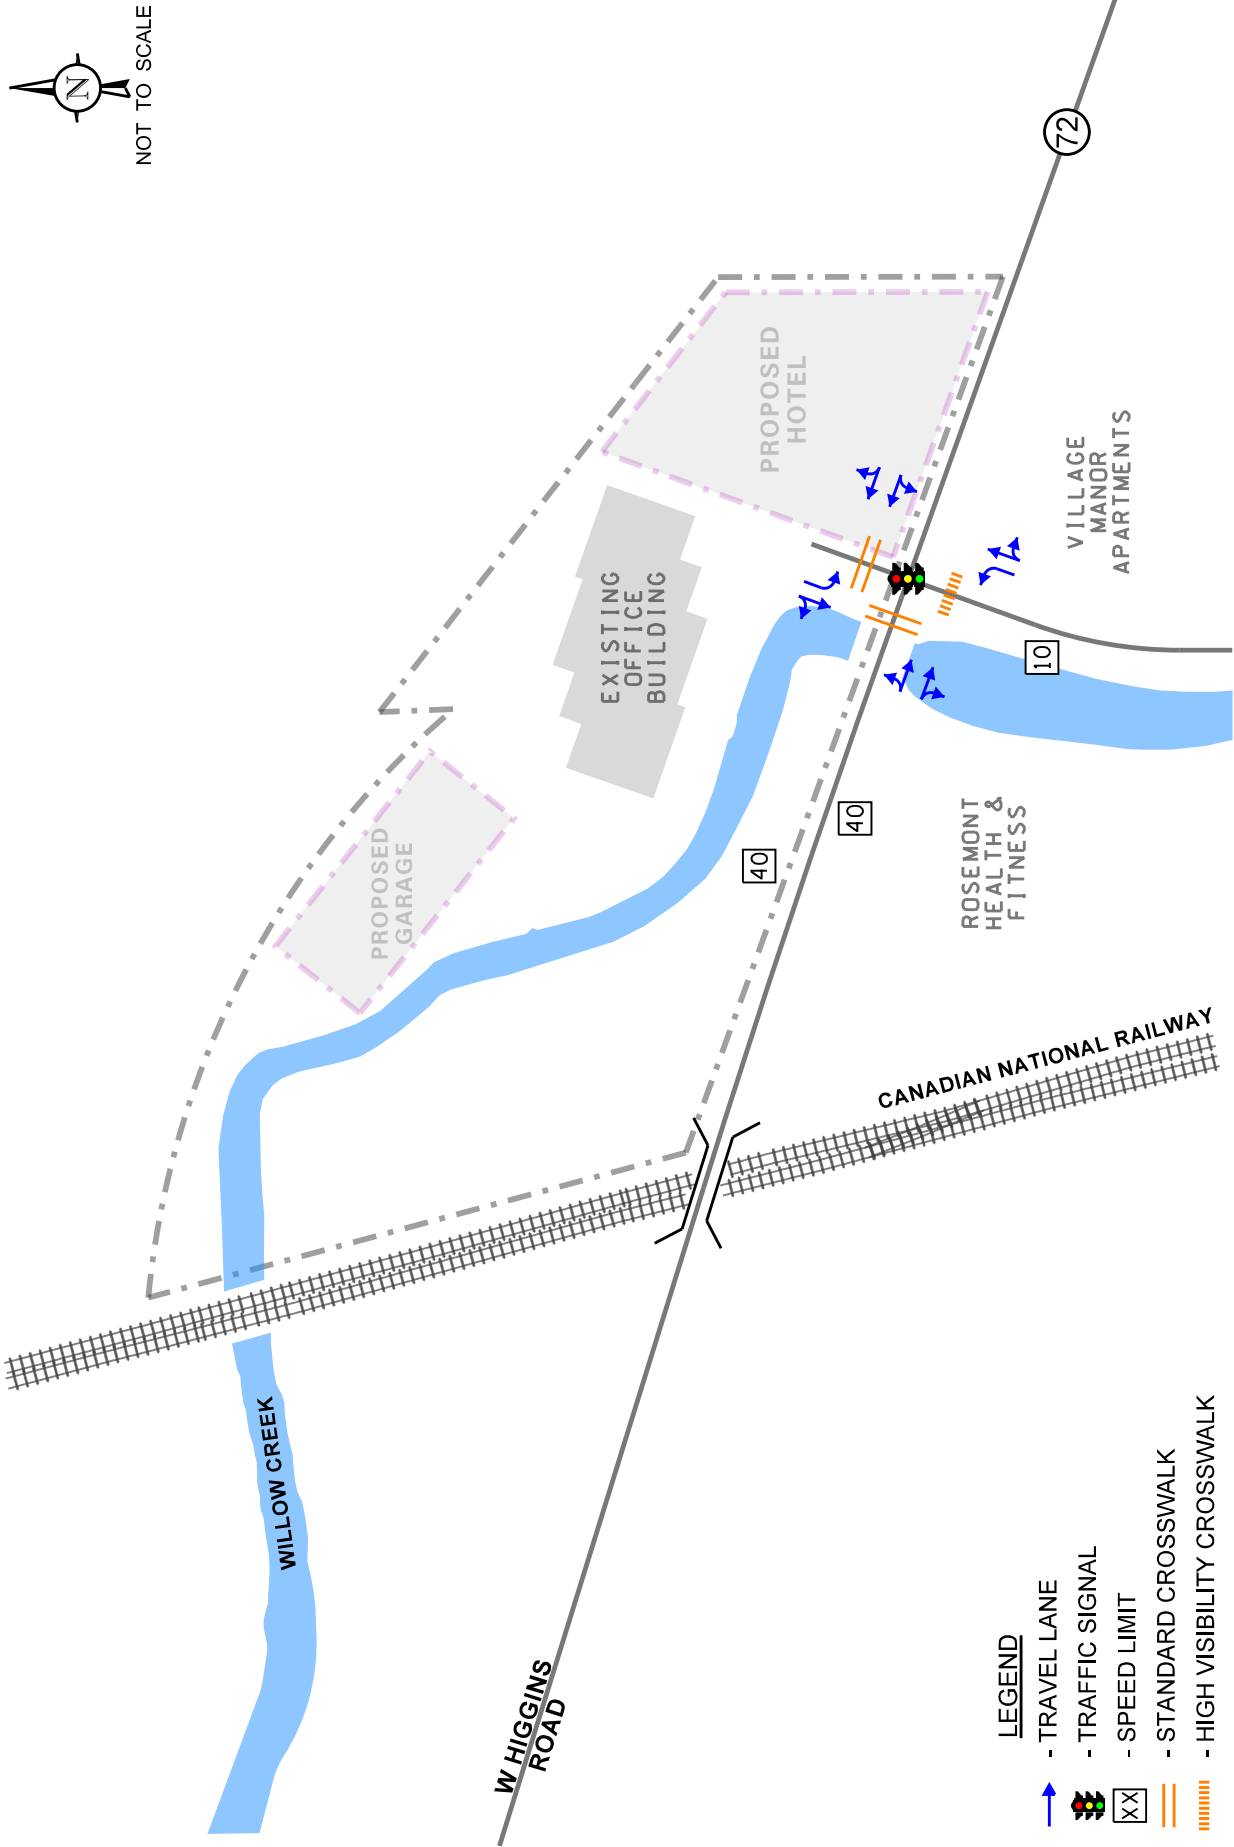 N
NOT TO SCALE
72
PROPOSED
HOTEL
VILLAGE
MANOR
APARTMENTS
EXISTING
OFFICE
BUILDING
10
PROPOSED
GARAGE
40
40
ROSEMONT
HEALTH &
FITNESS
CANADIAN NATIONAL RAILWAY
WILLOW CREEK
W HIGGINS
ROAD
LEGEND
- TRAVEL LANE
- TRAFFIC SIGNAL
XX - SPEED LIMIT
- STANDARD CROSSWALK
- HIGH VISIBILITY CROSSWALK